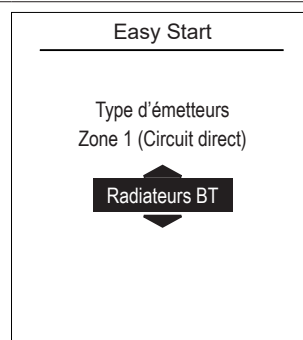 Easy Start
Type d'émetteurs
Zone 1 (Circuit direct)
Radiateurs BT